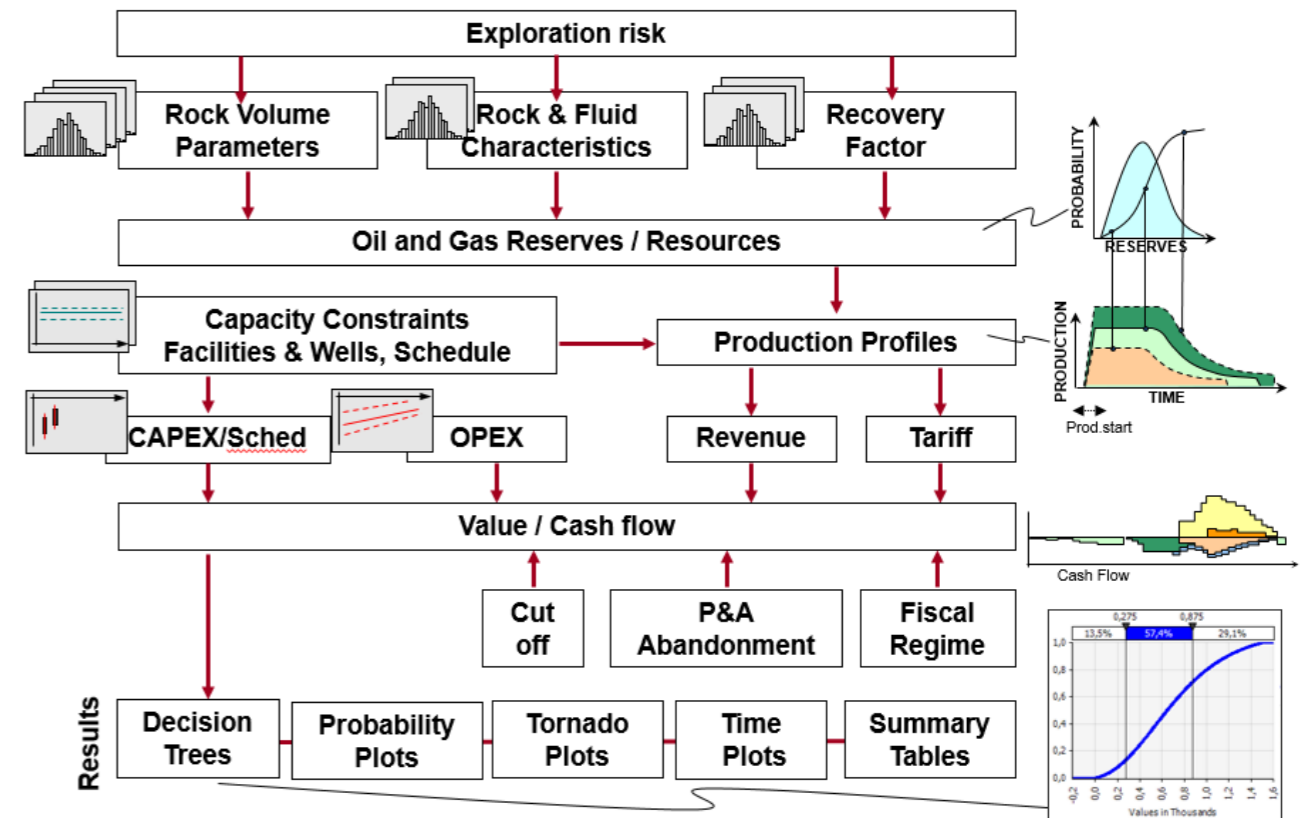 Exploration risk
Rock Volume
Parameters
Rock & Fluid
Characteristics
Recovery
Factor
PROBABILITY
RESERVES
Oil and Gas Reserves / Resources
Capacity Constraints
Facilities & Wells, Schedule
Production Profiles
PRODUCTION
TIME
Prod.start
CAPEX/Sched
OPEX
Revenue
Tariff
Value / Cash flow
Cash Flow
Cut
off
P&A
Abandonment
Fiscal
Regime
Results
Decision
Trees
Probability
Plots
Tornado
Plots
Time
Plots
Summary
Tables
0,275 0,875
13,5% 57,4% 29,1%
1,0
0,8
0,6
0,4
0,2
0,0
-0,2 0,0 0,2 0,4 0,6 0,8 1,0 1,2 1,4 1,6
Values in Thousands